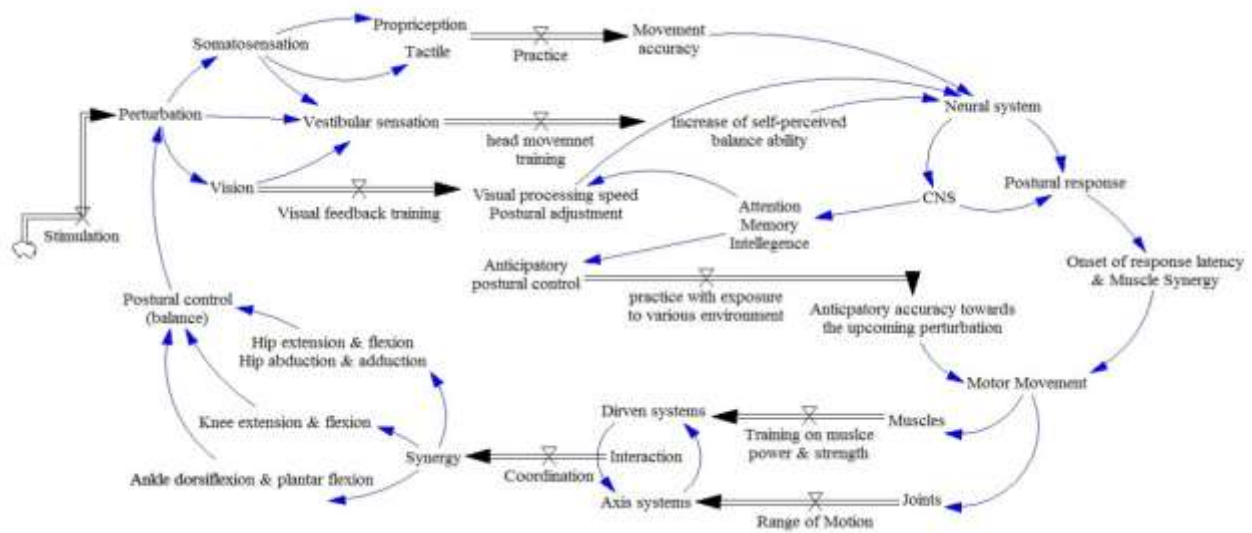 Propriception
Somatosensation
Tactile
Practice
Movement
accuracy
Perturbation
Vestibular sensation
head movemnet
training
Increase of self-perceived
balance ability
Neural system
Vision
Visual feedback training
Visual processing speed
Postural adjustment
CNS
Postural response
Stimulation
Attention
Memory
Intellegence
Anticipatory
postural control
practice with exposure
to various environment
Onset of response latency
& Muscle Synergy
Anticpatory accuracy towards
the upcoming perturbation
Postural control
(balance)
Hip extension & flexion
Hip abduction & adduction
Motor Movement
Knee extension & flexion
Dirven systems
Muscles
Training on muslce
power & strength
Synergy
Coordination
Interaction
Ankle dorsiflexion & plantar flexion
Axis systems
Joints
Range of Motion